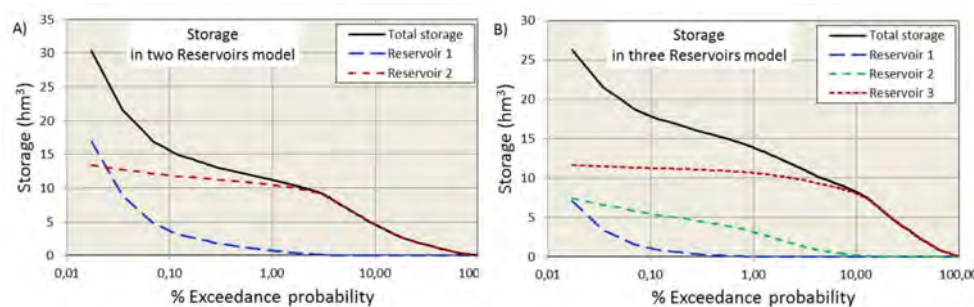 A)
Storage
in two Reservoirs model
Total storage
Reservoir 1
Reservoir 2
Storage (hm³)
35
30
25
20
15
10
5
0
0,01
0,10
1,00
10,00
100
% Exceedance probability
B)
Storage
in three Reservoirs model
Total storage
Reservoir 1
Reservoir 2
Reservoir 3
Storage (hm³)
30
25
20
15
10
5
0
0,01
0,10
1,00
10,00
100,00
% Exceedance probability